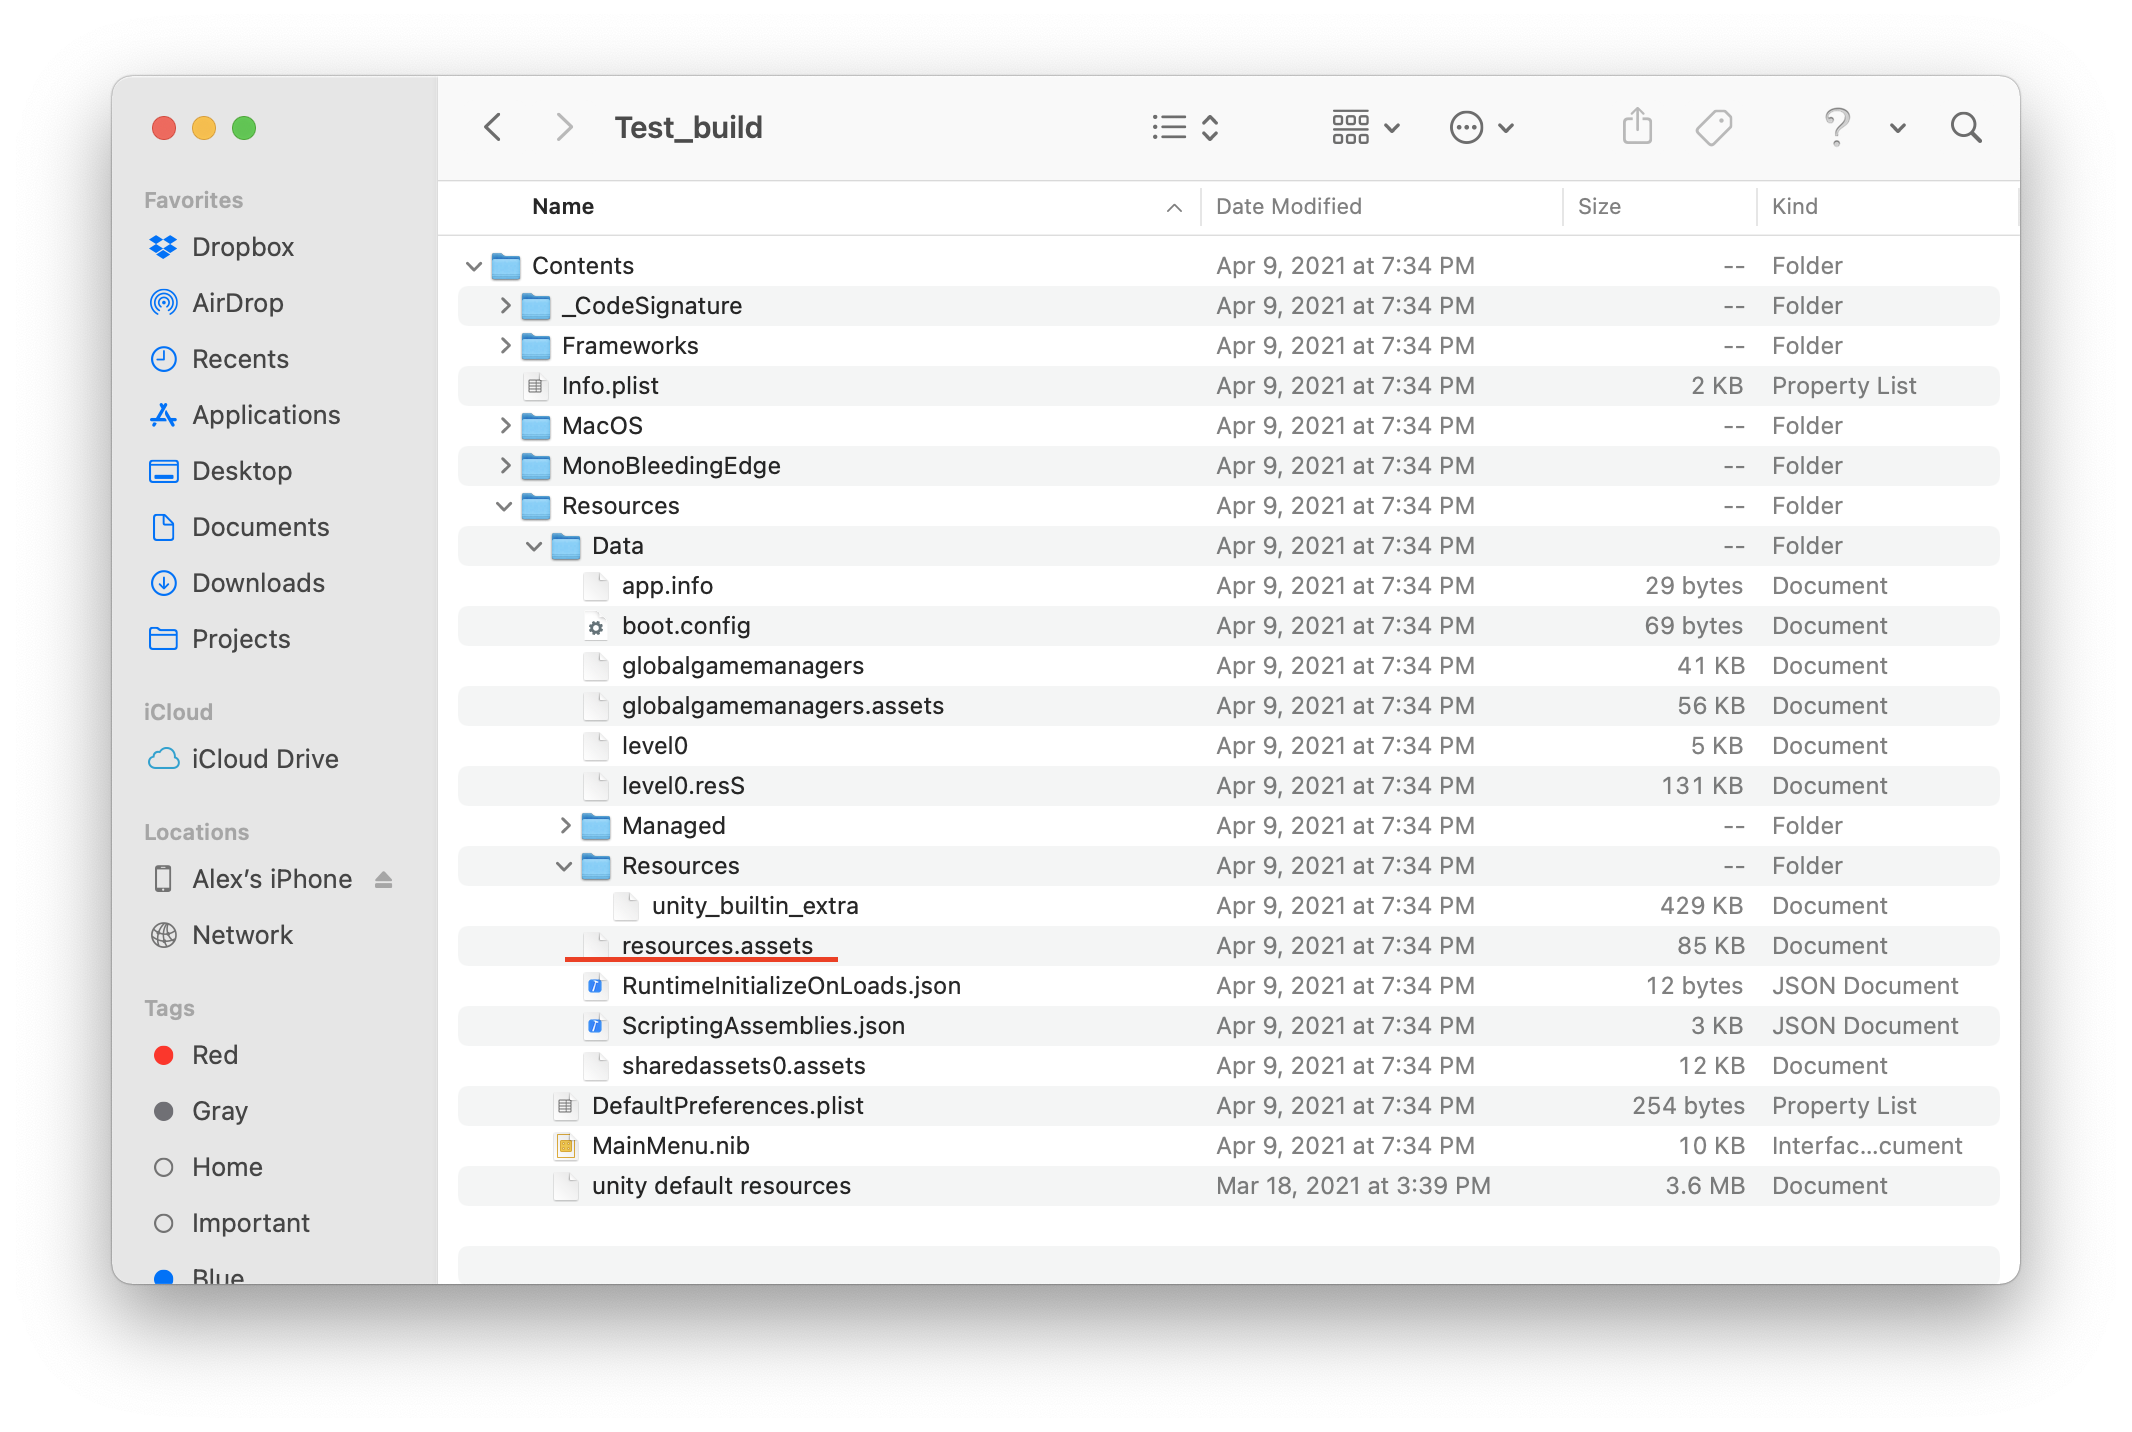 Test_build
Favorites
Dropbox
AirDrop
Recents
Applications
Desktop
Documents
Downloads
Projects
iCloud
iCloud Drive
Locations
Alex’s iPhone
Network
Tags
Red
Gray
Home
Important
Blue
Name Date Modified Size Kind
Contents Apr 9, 2021 at 7:34 PM -- Folder
_CodeSignature Apr 9, 2021 at 7:34 PM -- Folder
Frameworks Apr 9, 2021 at 7:34 PM -- Folder
Info.plist Apr 9, 2021 at 7:34 PM 2 KB Property List
MacOS Apr 9, 2021 at 7:34 PM -- Folder
MonoBleedingEdge Apr 9, 2021 at 7:34 PM -- Folder
Resources Apr 9, 2021 at 7:34 PM -- Folder
Data Apr 9, 2021 at 7:34 PM -- Folder
app.info Apr 9, 2021 at 7:34 PM 29 bytes Document
boot.config Apr 9, 2021 at 7:34 PM 69 bytes Document
globalgamemanagers Apr 9, 2021 at 7:34 PM 41 KB Document
globalgamemanagers.assets Apr 9, 2021 at 7:34 PM 56 KB Document
level0 Apr 9, 2021 at 7:34 PM 5 KB Document
level0.resS Apr 9, 2021 at 7:34 PM 131 KB Document
Managed Apr 9, 2021 at 7:34 PM -- Folder
Resources Apr 9, 2021 at 7:34 PM -- Folder
unity_builtin_extra Apr 9, 2021 at 7:34 PM 429 KB Document
resources.assets Apr 9, 2021 at 7:34 PM 85 KB Document
RuntimeInitializeOnLoads.json Apr 9, 2021 at 7:34 PM 12 bytes JSON Document
ScriptingAssemblies.json Apr 9, 2021 at 7:34 PM 3 KB JSON Document
sharedassets0.assets Apr 9, 2021 at 7:34 PM 12 KB Document
DefaultPreferences.plist Apr 9, 2021 at 7:34 PM 254 bytes Property List
MainMenu.nib Apr 9, 2021 at 7:34 PM 10 KB Interfac...cument
unity default resources Mar 18, 2021 at 3:39 PM 3.6 MB Document